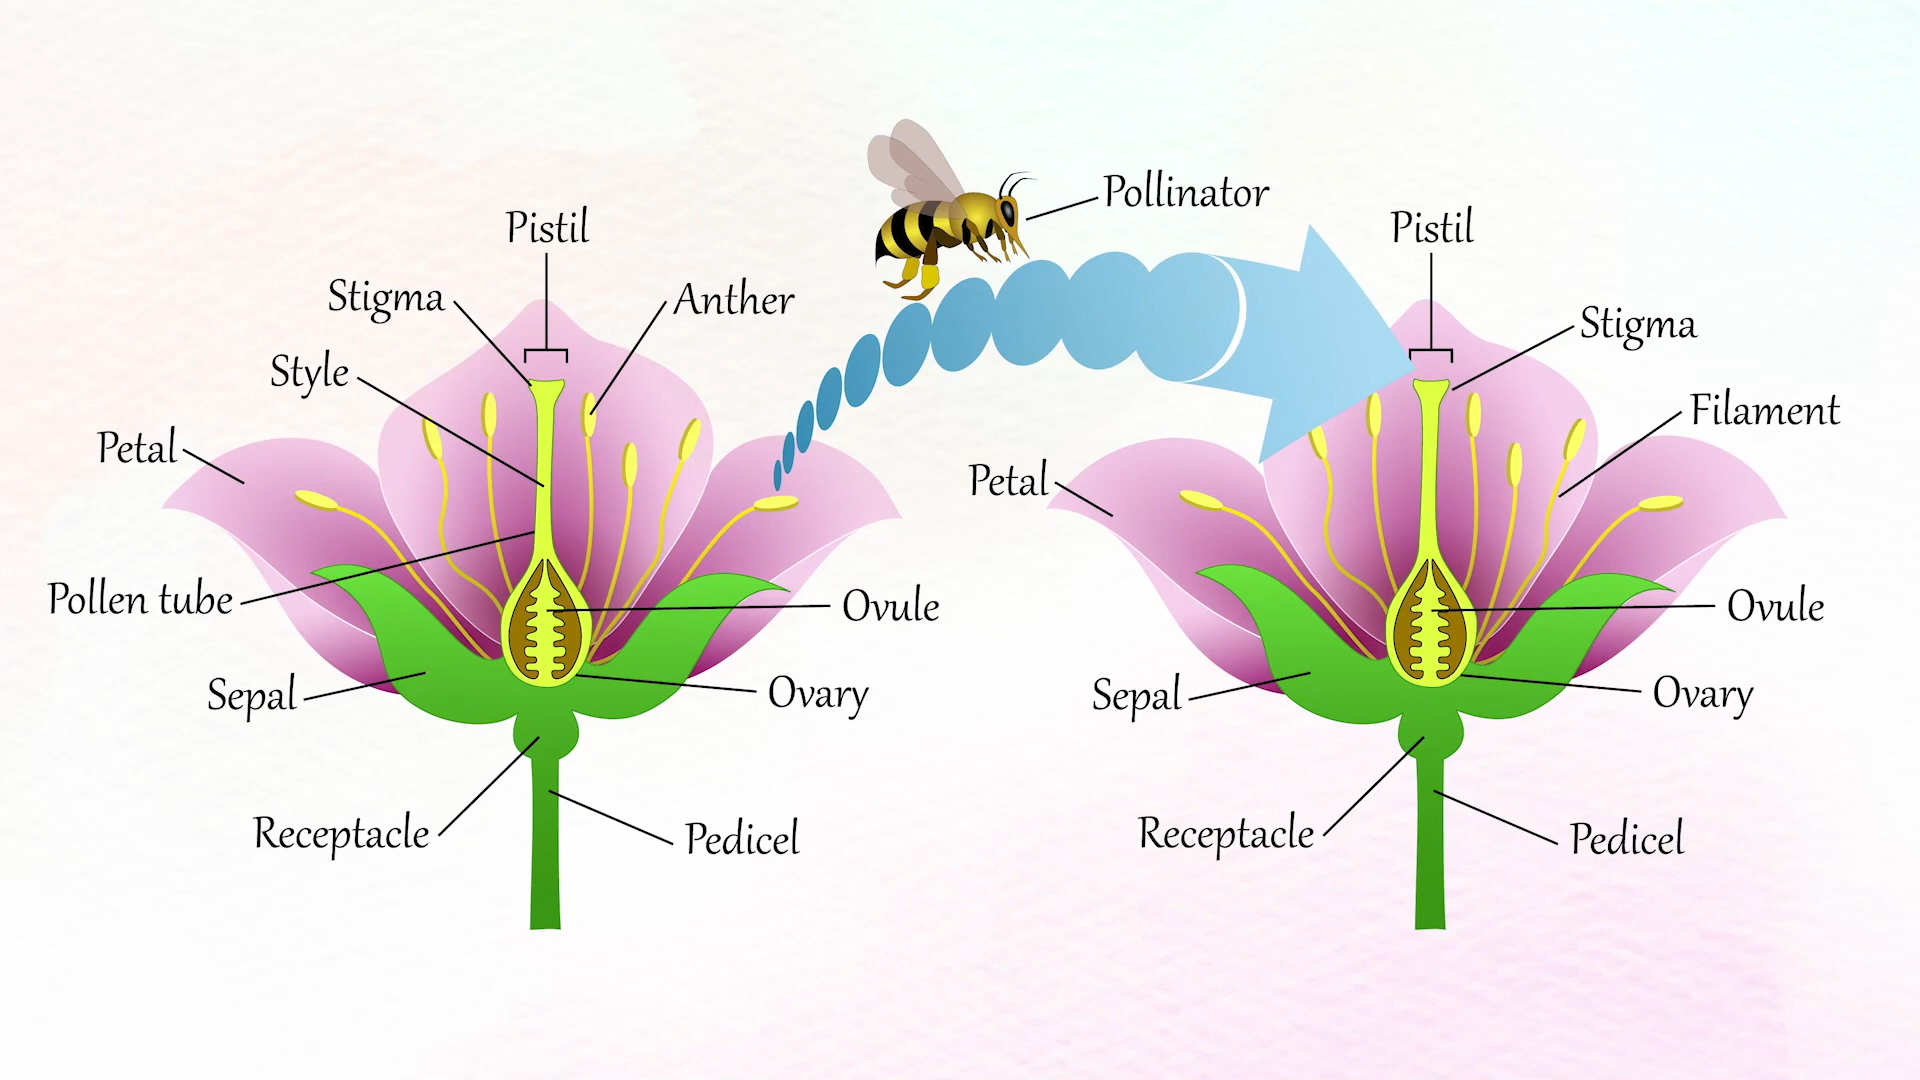 Pollinator
Pistil
Stigma
Anther
Style
Petal
Pollen tube
Ovule
Sepal
Ovary
Receptacle
Pedicel
Pistil
Stigma
Filament
Petal
Ovule
Sepal
Ovary
Receptacle
Pedicel